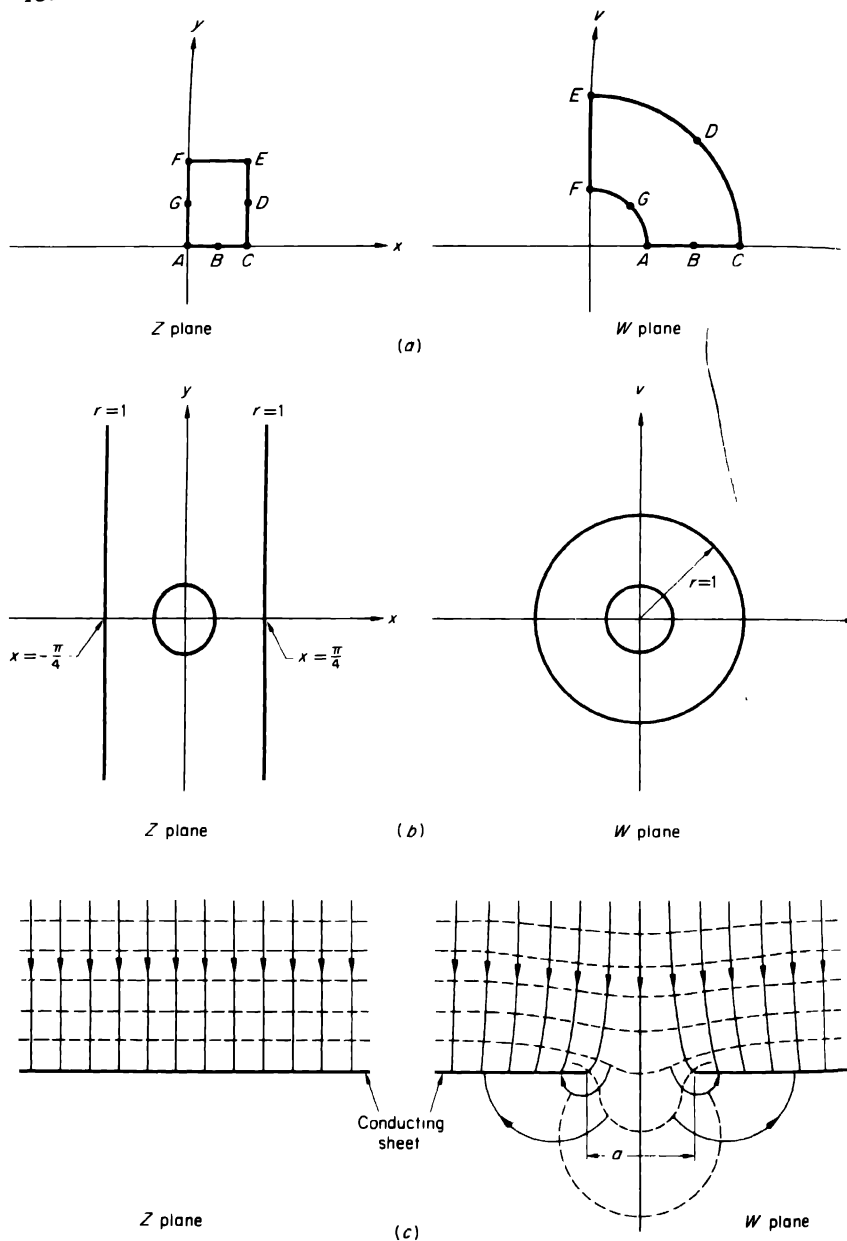 y
v
F
E
G
D
A
B
C
x
E
D
F
G
A
B
C
Z plane
(a)
W plane
y
v
r=1
r=1
x
r=1
x=-π/4
x=π/4
Z plane
(b)
W plane
Conducting
sheet
a
Z plane
(c)
W plane